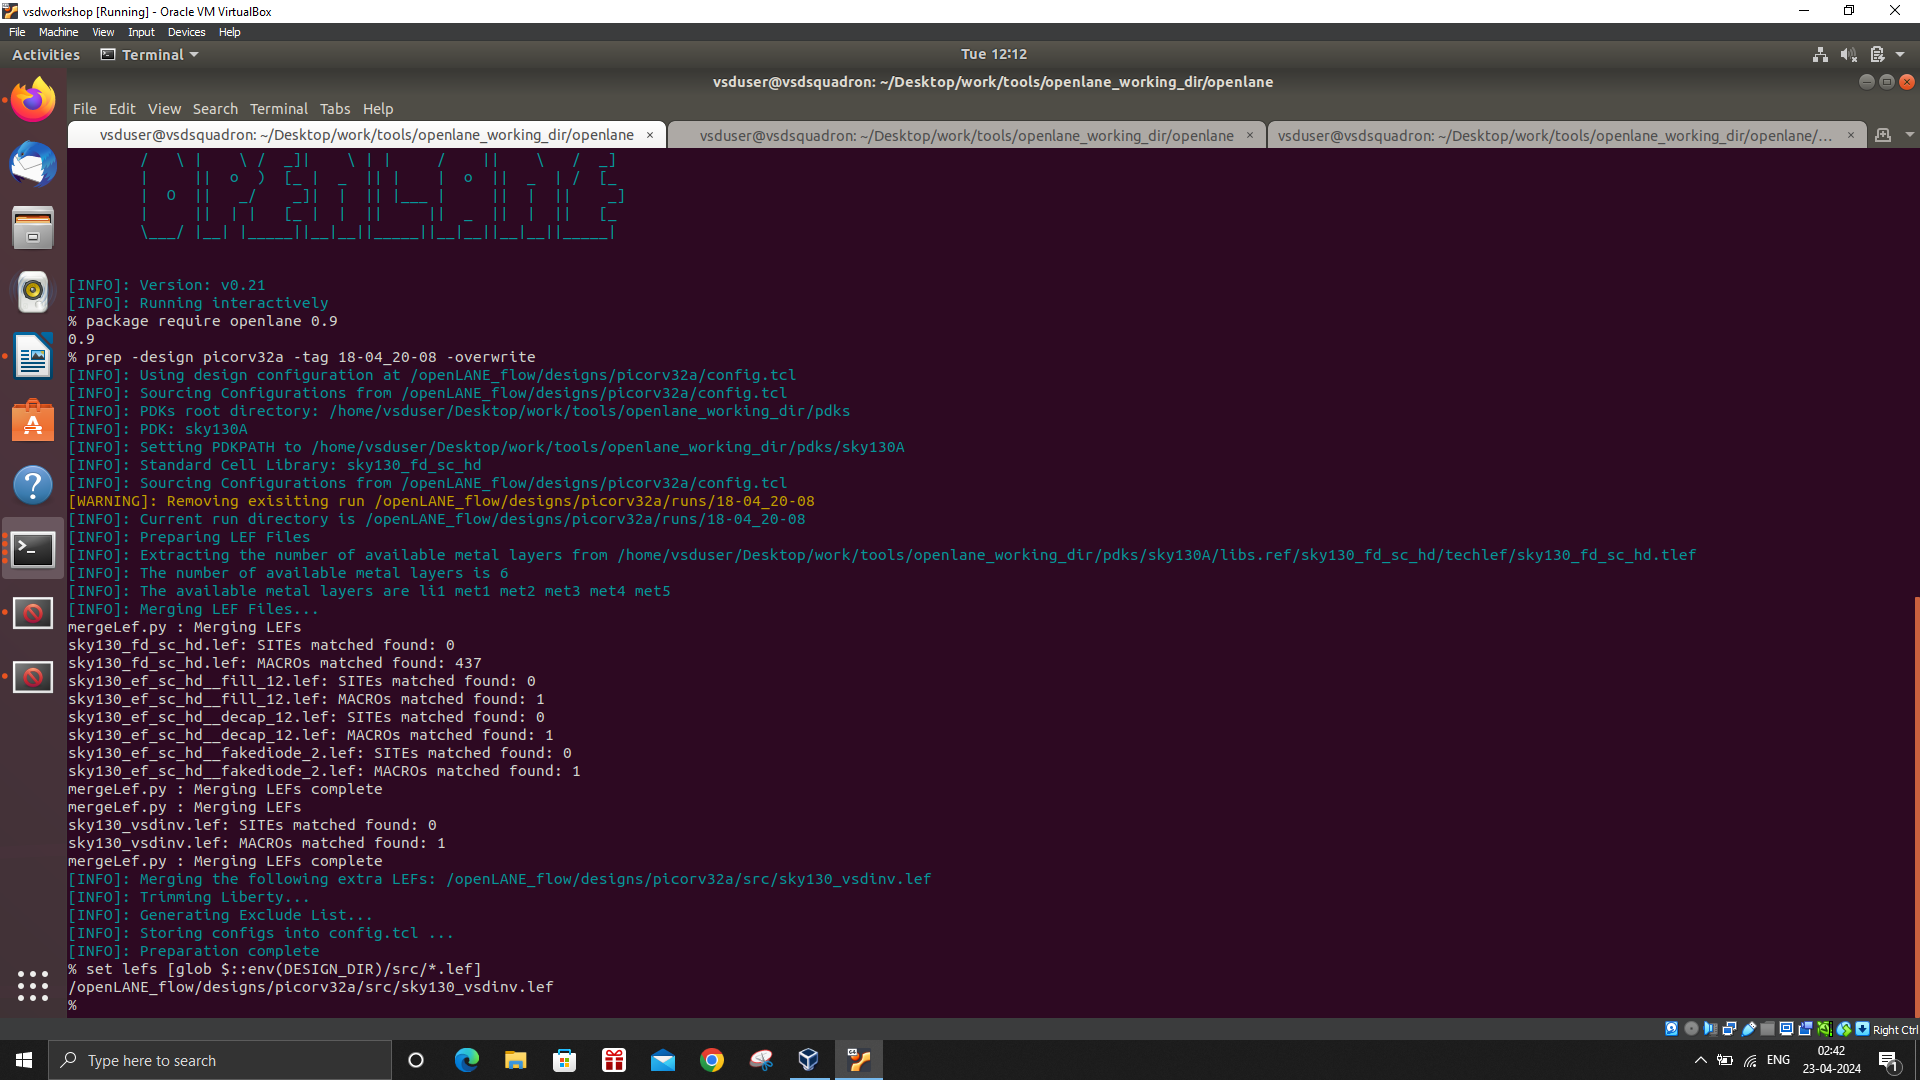 vsdworkshop [Running] - Oracle VM VirtualBox
File Machine View Input Devices Help
Activities Terminal Tue 12:12
vsduser@vsdsquadron: ~/Desktop/work/tools/openlane_working_dir/openlane
File Edit View Search Terminal Tabs Help
vsduser@vsdsquadron: ~/Desktop/work/tools/openlane_working_dir/openlane × vsduser@vsdsquadron: ~/Desktop/work/tools/openlane_working_dir/openlane × vsduser@vsdsquadron: ~/Desktop/work/tools/openlane_working_dir/openlane/... ×
[INFO]: Version: v0.21
[INFO]: Running interactively
% package require openlane 0.9
0.9
% prep -design picorv32a -tag 18-04_20-08 -overwrite
[INFO]: Using design configuration at /openLANE_flow/designs/picorv32a/config.tcl
[INFO]: Sourcing Configurations from /openLANE_flow/designs/picorv32a/config.tcl
[INFO]: PDKs root directory: /home/vsduser/Desktop/work/tools/openlane_working_dir/pdks
[INFO]: PDK: sky130A
[INFO]: Setting PDKPATH to /home/vsduser/Desktop/work/tools/openlane_working_dir/pdks/sky130A
[INFO]: Standard Cell Library: sky130_fd_sc_hd
[INFO]: Sourcing Configurations from /openLANE_flow/designs/picorv32a/config.tcl
[WARNING]: Removing exisiting run /openLANE_flow/designs/picorv32a/runs/18-04_20-08
[INFO]: Current run directory is /openLANE_flow/designs/picorv32a/runs/18-04_20-08
[INFO]: Preparing LEF Files
[INFO]: Extracting the number of available metal layers from /home/vsduser/Desktop/work/tools/openlane_working_dir/pdks/sky130A/libs.ref/sky130_fd_sc_hd/techlef/sky130_fd_sc_hd.tlef
[INFO]: The number of available metal layers is 6
[INFO]: The available metal layers are li1 met1 met2 met3 met4 met5
[INFO]: Merging LEF Files...
mergeLef.py : Merging LEFs
sky130_fd_sc_hd.lef: SITEs matched found: 0
sky130_fd_sc_hd.lef: MACROs matched found: 437
sky130_ef_sc_hd__fill_12.lef: SITEs matched found: 0
sky130_ef_sc_hd__fill_12.lef: MACROs matched found: 1
sky130_ef_sc_hd__decap_12.lef: SITEs matched found: 0
sky130_ef_sc_hd__decap_12.lef: MACROs matched found: 1
sky130_ef_sc_hd__fakediode_2.lef: SITEs matched found: 0
sky130_ef_sc_hd__fakediode_2.lef: MACROs matched found: 1
mergeLef.py : Merging LEFs complete
mergeLef.py : Merging LEFs
sky130_vsdinv.lef: SITEs matched found: 0
sky130_vsdinv.lef: MACROs matched found: 1
mergeLef.py : Merging LEFs complete
[INFO]: Merging the following extra LEFs: /openLANE_flow/designs/picorv32a/src/sky130_vsdinv.lef
[INFO]: Trimming Liberty...
[INFO]: Generating Exclude List...
[INFO]: Storing configs into config.tcl ...
[INFO]: Preparation complete
% set lefs [glob $::env(DESIGN_DIR)/src/*.lef]
/openLANE_flow/designs/picorv32a/src/sky130_vsdinv.lef
%
Right Ctrl
Type here to search
ENG
02:42
23-04-2024
1